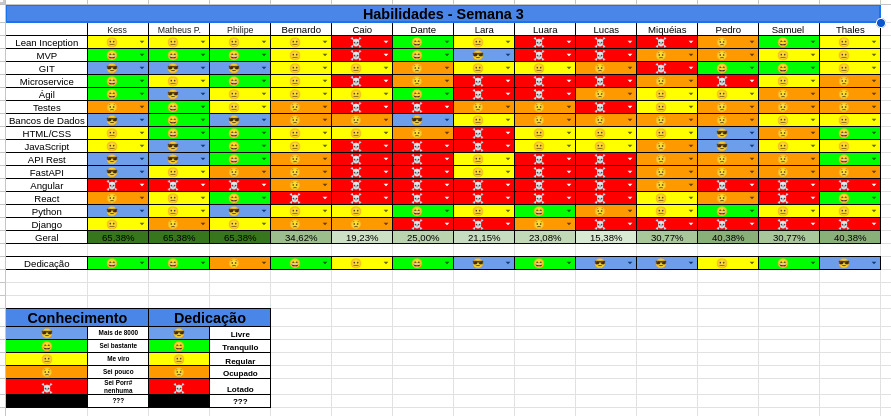 Habilidades - Semana 3
Kess Matheus P. Philipe Bernardo Caio Dante Lara Luara Lucas Miquéias Pedro Samuel Thales
Lean Inception
MVP
GIT
Microservice
Ágil
Testes
Bancos de Dados
HTML/CSS
JavaScript
API Rest
FastAPI
Angular
React
Python
Django
Geral 65,38% 65,38% 65,38% 34,62% 19,23% 25,00% 21,15% 23,08% 15,38% 30,77% 40,38% 30,77% 40,38%
Dedicação
Conhecimento Dedicação
Mais de 8000 Livre
Sei bastante Tranquilo
Me viro Regular
Sei pouco Ocupado
Sei Porr# nenhuma Lotado
??? ???